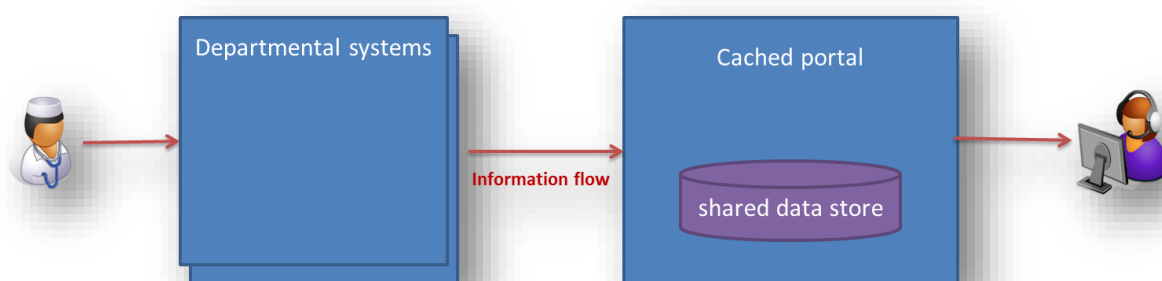 Departmental systems
Cached portal
Information flow
shared data store